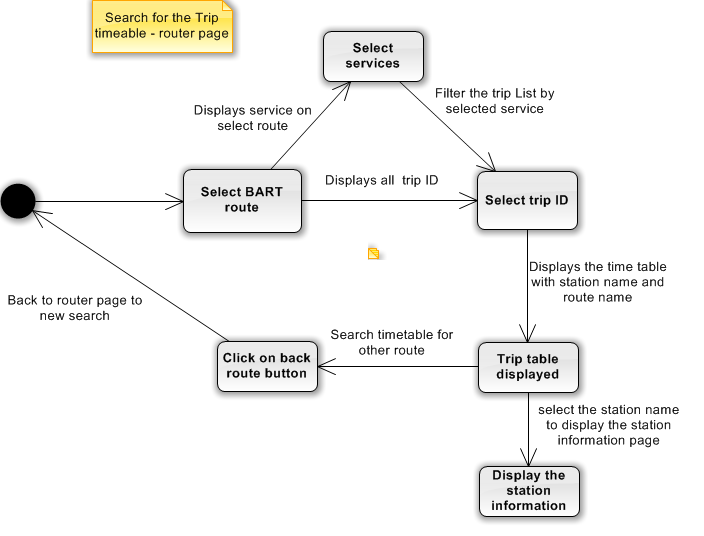 Search for the Trip
timeable - router page
Select
services
Displays service on
select route
Filter the trip List by
selected service
Select BART
route
Displays all  trip ID
Select trip ID
Displays the time table
with station name and
route name
Back to router page to
new search
Click on back
route button
Search timetable for
other route
Trip table
displayed
select the station name
to display the station
information page
Display the
station
information